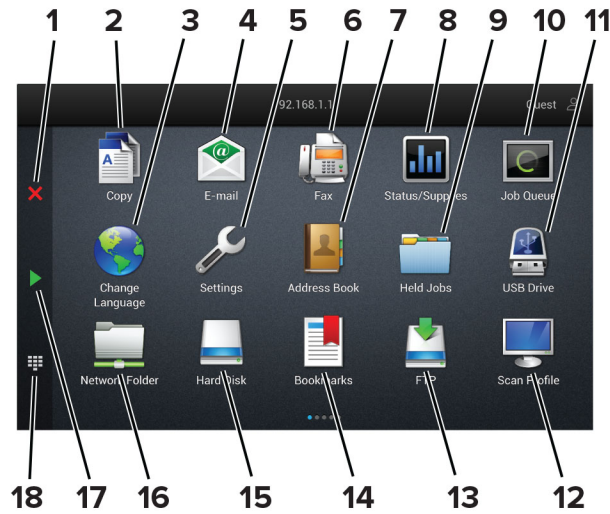 1 2 3 4 5 6 7 8 9 10 11
92.168.1.1
Guest
Copy E-mail Fax Status/Supplies Job Queue
Change
Language
Settings Address Book Held Jobs USB Drive
Network Folder Hard Disk Bookmarks FTP Scan Profile
18 17 16 15 14 13 12